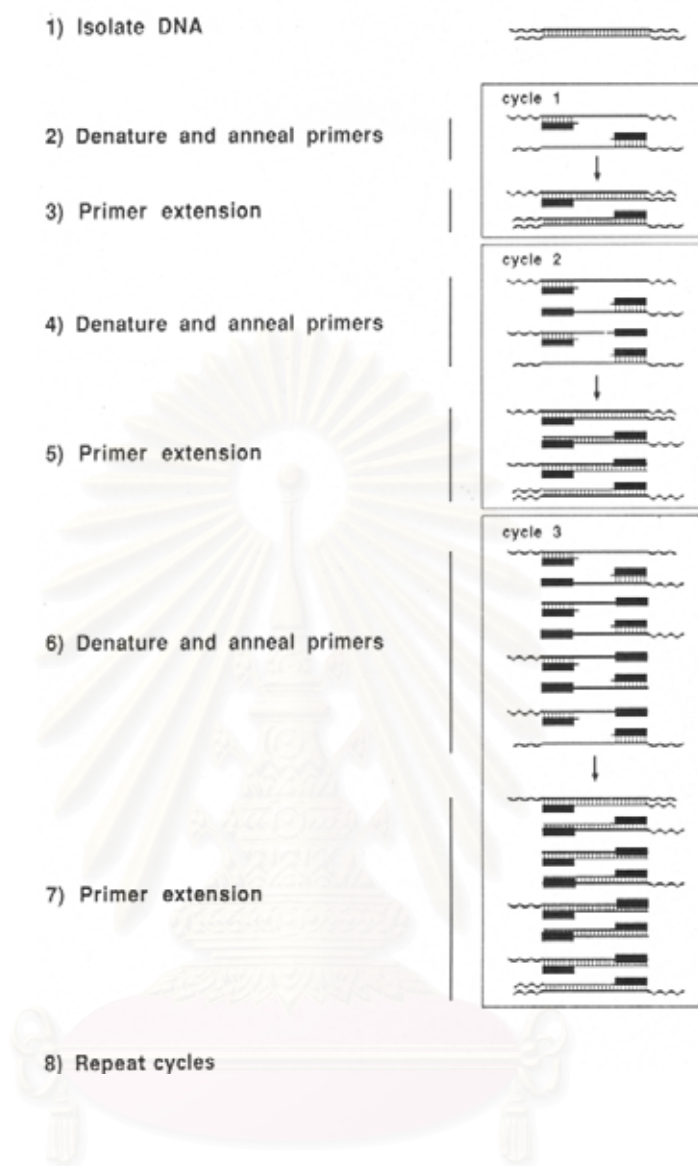 1) Isolate DNA
cycle 1
2) Denature and anneal primers
3) Primer extension
cycle 2
4) Denature and anneal primers
5) Primer extension
cycle 3
6) Denature and anneal primers
7) Primer extension
8) Repeat cycles